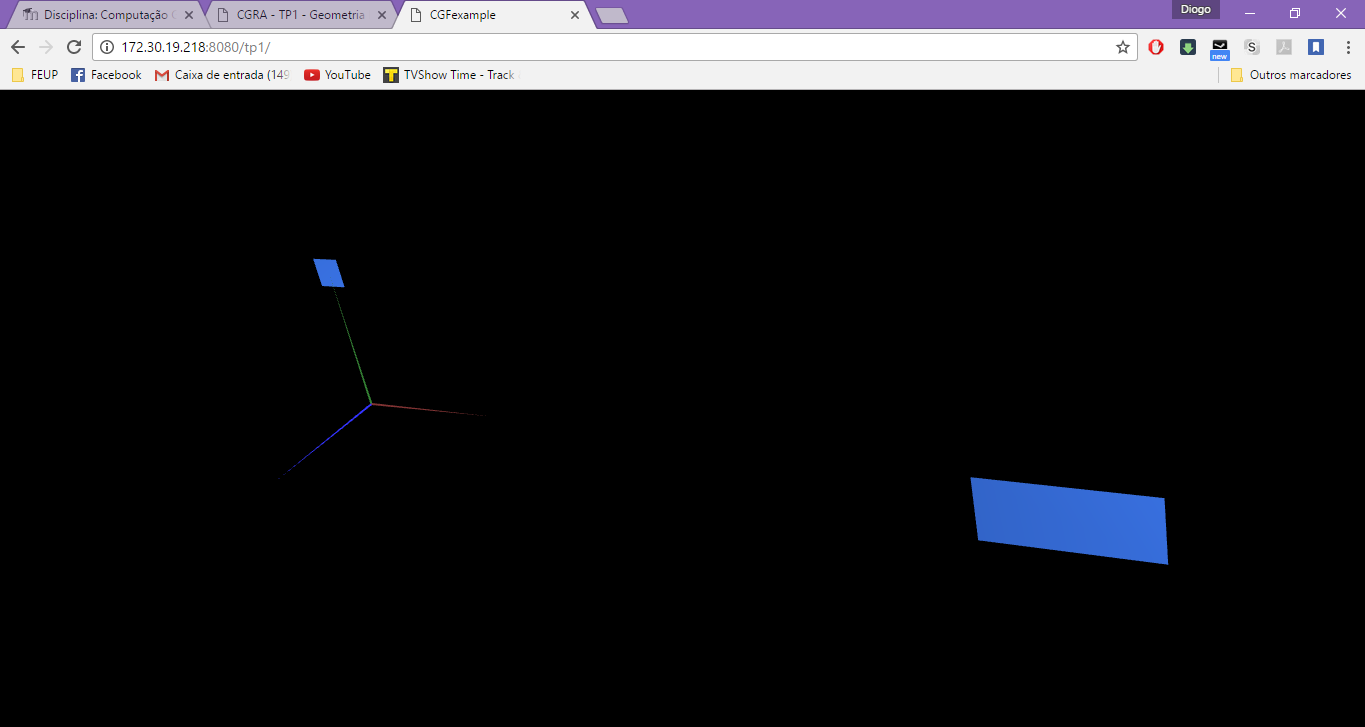 Disciplina: Computação
CGRA - TP1 - Geometria
CGFexample
Diogo
172.30.19.218:8080/tp1/
new
S
FEUP
Facebook
Caixa de entrada (149
YouTube
TVShow Time - Track
Outros marcadores